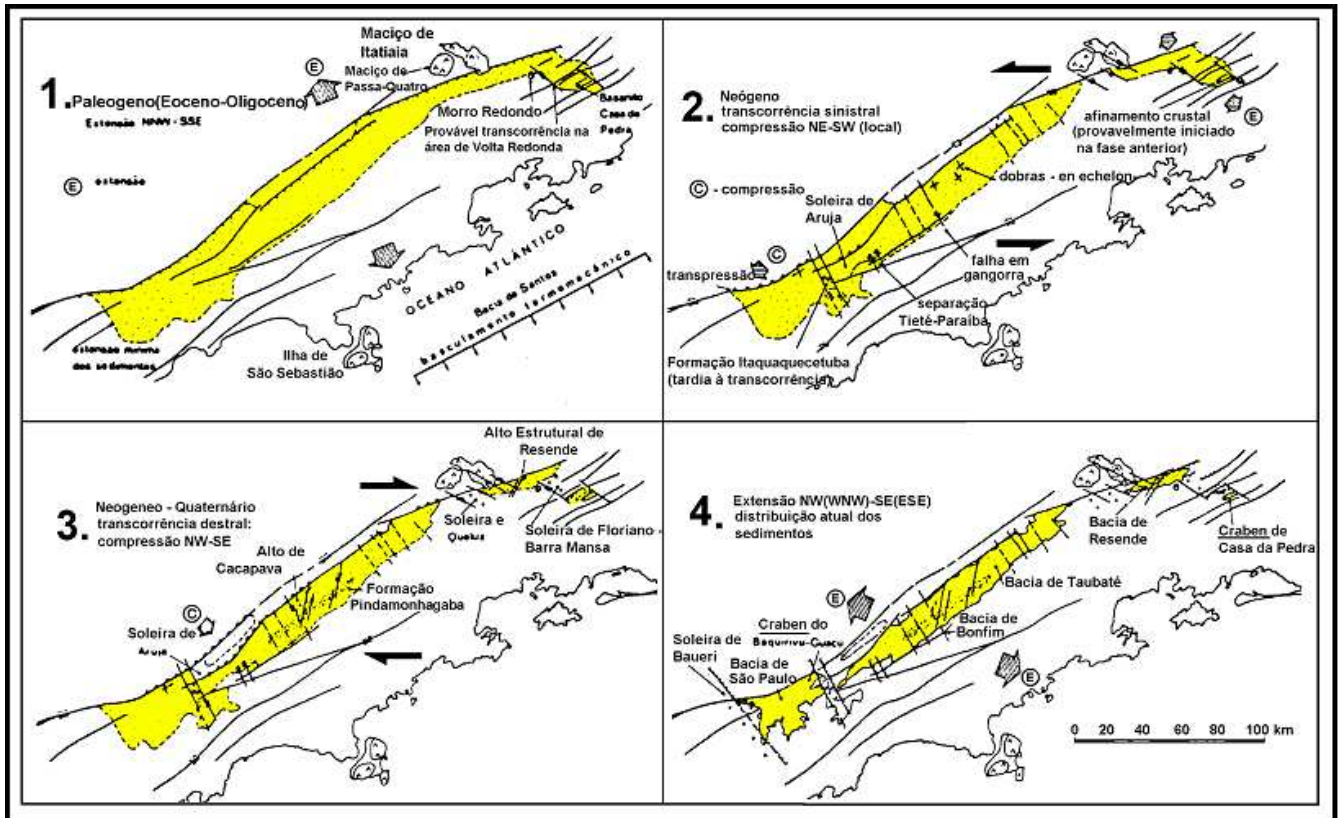 1.
Paleogeno(Eoceno-Oligoceno)
Extensão NNW-SSE
E
extensão
E
Maciço de
Itatiaia
Maciço de
Passa-Quatro
Morro Redondo
Provável transcorrência na
área de Volta Redonda
Casa de
Pedra
OCEANO ATLÂNTICO
Bacia de Santos
basculamento termomecânico
Ilha de
São Sebastião
extensão mínima
dos sedimentos
2.
Neógeno
transcorrência sinistral
compressão NE-SW (local)
C - compressão
E
afinamento crustal
(provavelmente iniciado
na fase anterior)
dobras - en echelon
Soleira de
Aruja
C
transpressão
falha em
gangorra
separação
Tieté-Paraíba
Formação Itaquaquecetuba
(tardia à transcorrência)
3.
Neogeneo - Quaternário
transcorrência destral:
compressão NW-SE
Alto Estrutural de
Resende
Soleira e
Queluz
Soleira de Floriano -
Barra Mansa
Alto de
Cacapava
Formação
Pindamonhagaba
C
Soleira de
Aruja
4.
Extensão NW(WNW)-SE(ESE)
distribuição atual dos
sedimentos
Bacia de
Resende
Craben de
Casa da Pedra
Bacia de Taubaté
E
Bacia de
Bonfim
Craben do
Soleira de
Baueri
Bacia de
São Paulo
E
0 20 40 60 80 100 km